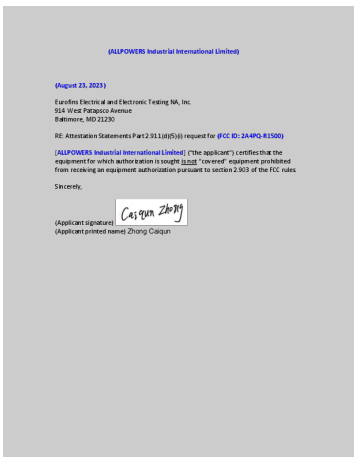 (ALLPOWERS Industrial International Limited)
(August 23, 2023)
Eurofins Electrical and Electronic Testing NA, Inc.
914 West Patapsco Avenue
Baltimore, MD 21230
RE: Attestation Statements Part 2.911(d)(5)(i) request for (FCC ID: 2A4PQ-R1500)
[ALLPOWERS Industrial International Limited] ("the applicant") certifies that the
equipment for which authorization is sought is not "covered" equipment prohibited
from receiving an equipment authorization pursuant to section 2.903 of the FCC rules.
Sincerely,
Caiqun Zhong
(Applicant signature)
(Applicant printed name) Zhong Caiqun